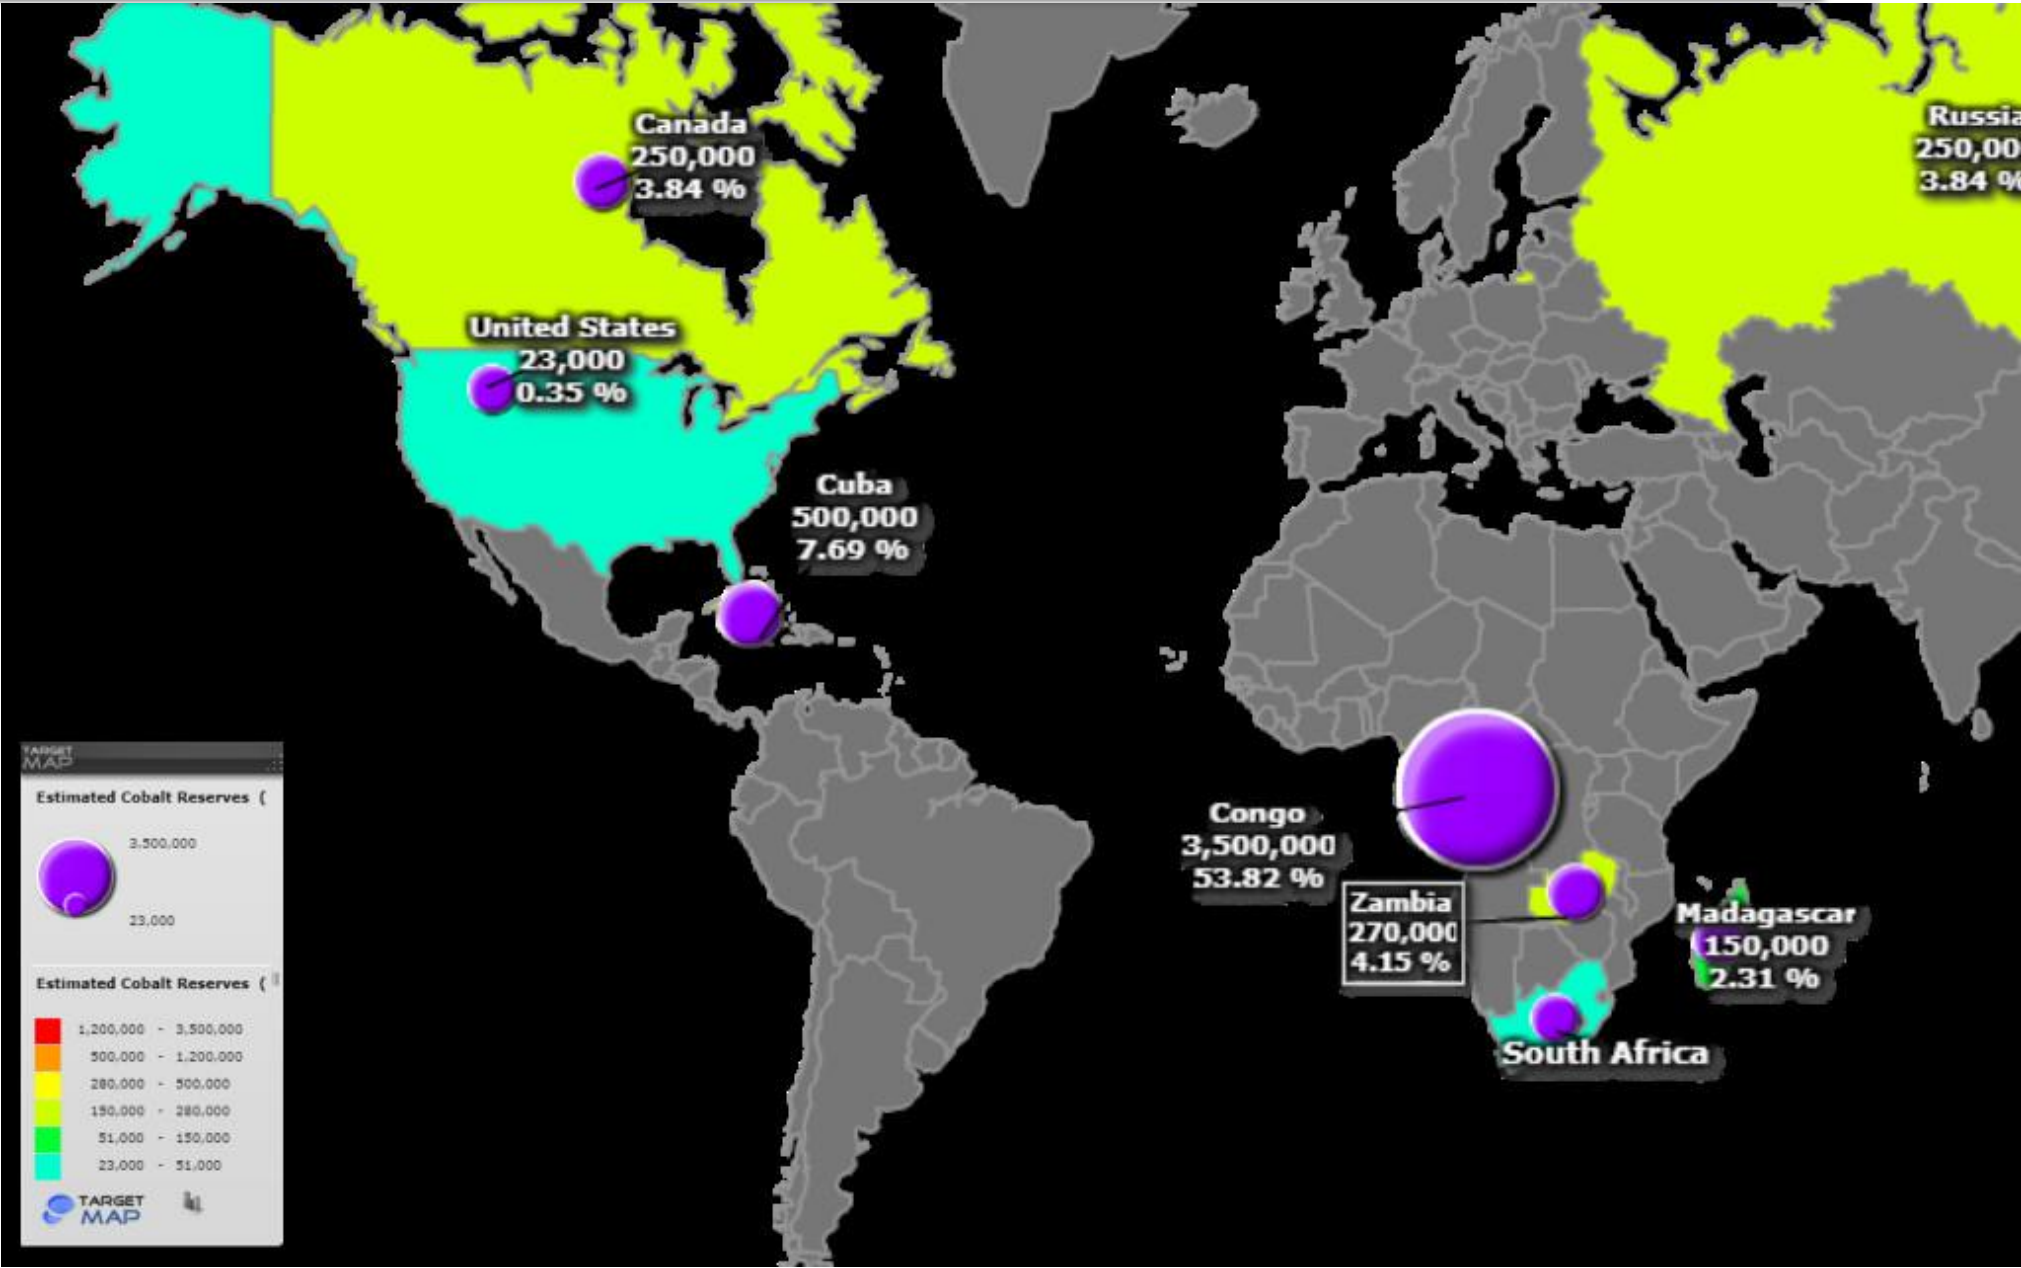 Canada
250,000
3.84 %
Russia
250,00
3.84 %
United States
23,000
0.35 %
Cuba
500,000
7.69 %
Congo
3,500,000
53.82 %
Zambia
270,000
4.15 %
Madagascar
150,000
2.31 %
South Africa
TARGET
MAP
Estimated Cobalt Reserves (
3,500,000
23,000
Estimated Cobalt Reserves (
1,200,000 - 3,500,000
500,000 - 1,200,000
280,000 - 500,000
150,000 - 280,000
51,000 - 150,000
23,000 - 51,000
TARGET
MAP